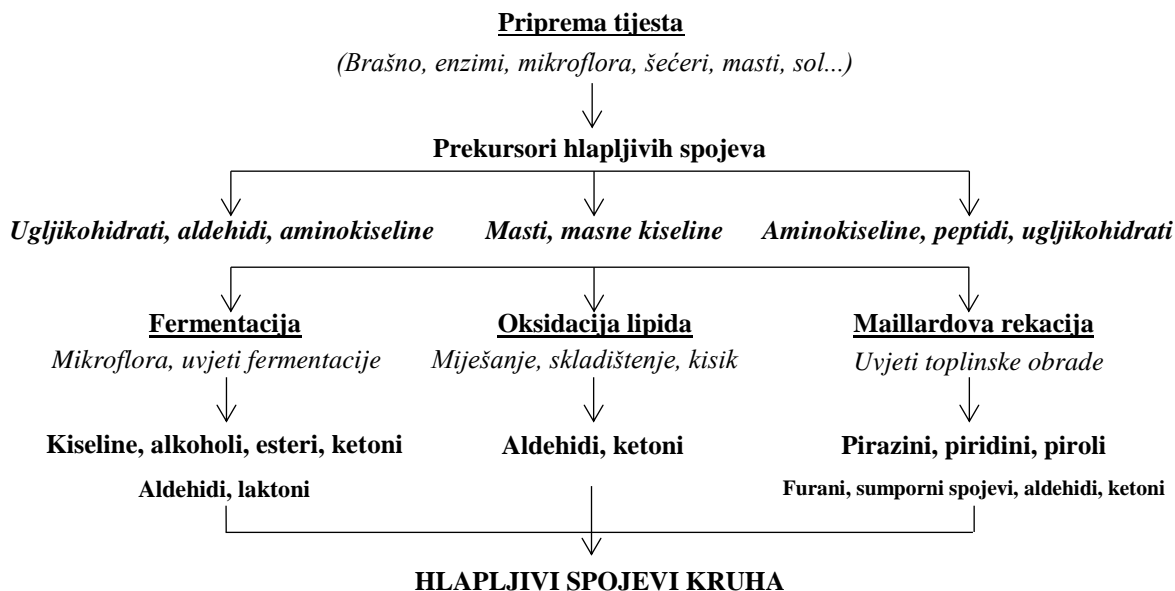 Priprema tijesta
(Brašno, enzimi, mikroflora, šećeri, masti, sol...)
Prekursori hlapljivih spojeva
Ugljikohidrati, aldehidi, aminokiseline
Masti, masne kiseline
Aminokiseline, peptidi, ugljikohidrati
Fermentacija
Mikroflora, uvjeti fermentacije
Oksidacija lipida
Miješanje, skladištenje, kisik
Maillardova rekacija
Uvjeti toplinske obrade
Kiseline, alkoholi, esteri, ketoni
Aldehidi, laktoni
Aldehidi, ketoni
Pirazini, piridini, piroli
Furani, sumporni spojevi, aldehidi, ketoni
HLAPLJIVI SPOJEVI KRUHA